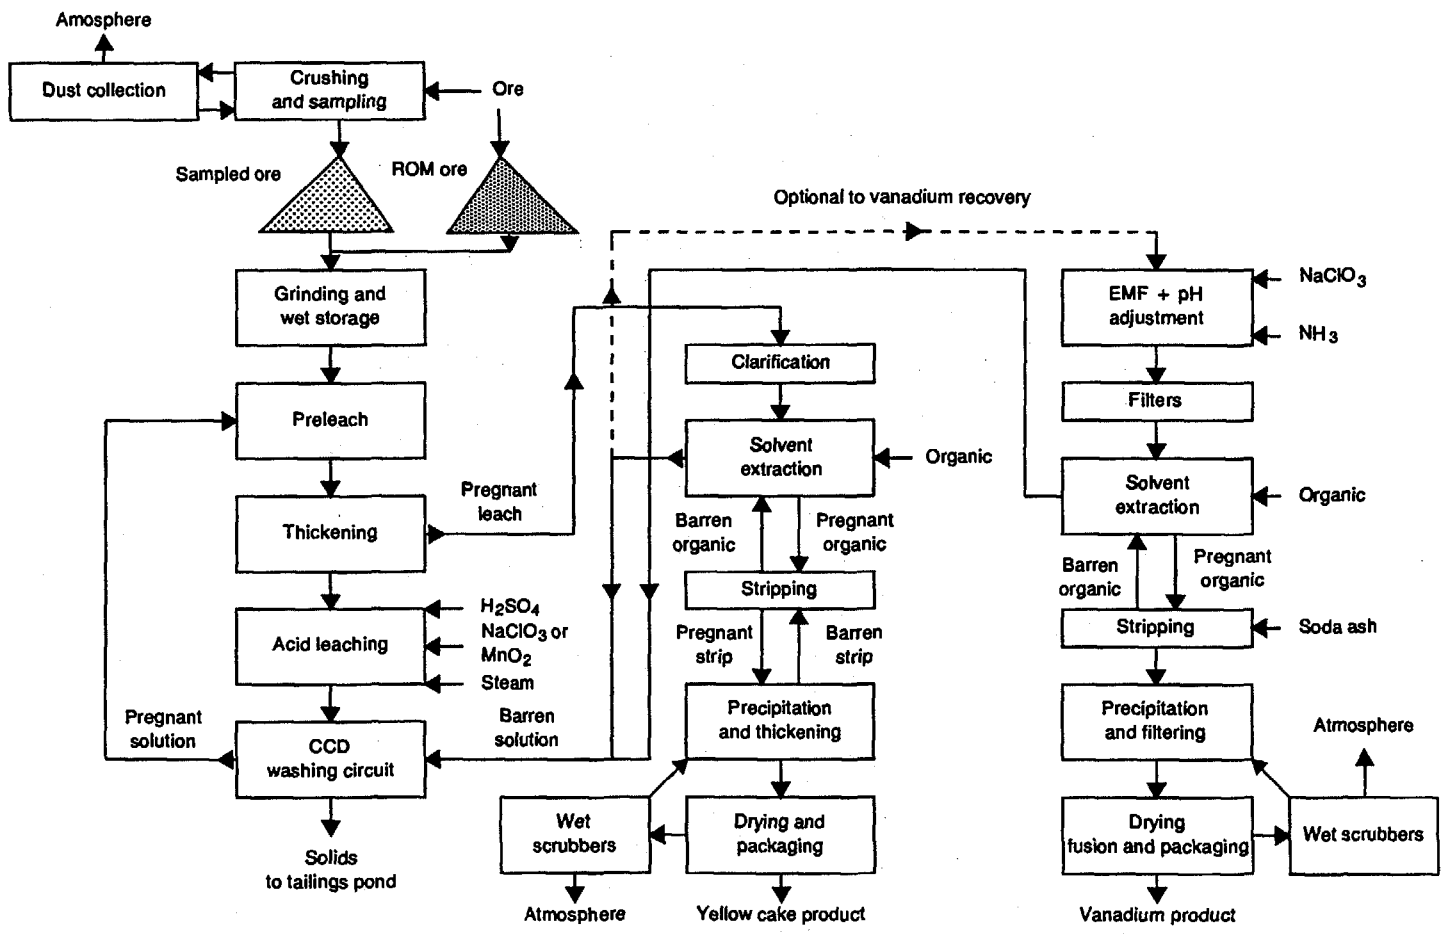 Amosphere
Dust collection
Crushing
and sampling
Ore
Sampled ore
ROM ore
Optional to vanadium recovery
Grinding and
wet storage
EMF + pH
adjustment
NaClO3
NH3
Clarification
Preleach
Filters
Solvent
extraction
Organic
Pregnant
leach
Solvent
extraction
Organic
Thickening
Barren
organic
Pregnant
organic
Barren
organic
Pregnant
organic
Stripping
H2SO4
NaClO3 or
MnO2
Steam
Acid leaching
Pregnant
strip
Barren
strip
Stripping
Soda ash
Pregnant
solution
CCD
washing circuit
Barren
solution
Precipitation
and thickening
Precipitation
and filtering
Atmosphere
Wet
scrubbers
Drying and
packaging
Drying
fusion and packaging
Wet scrubbers
Solids
to tailings pond
Atmosphere
Yellow cake product
Vanadium product